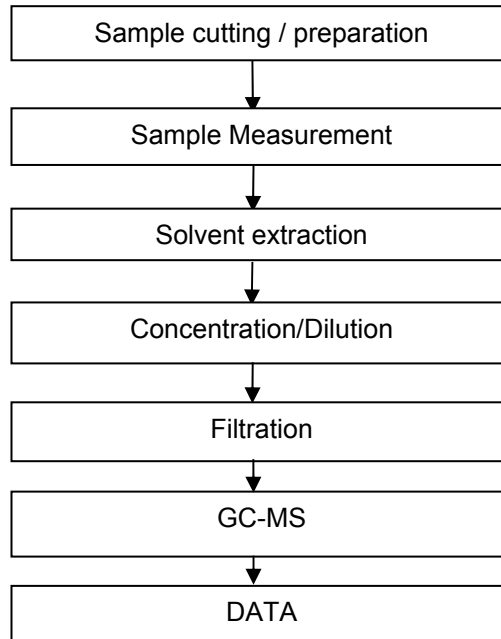 Sample cutting / preparation
Sample Measurement
Solvent extraction
Concentration/Dilution
Filtration
GC-MS
DATA